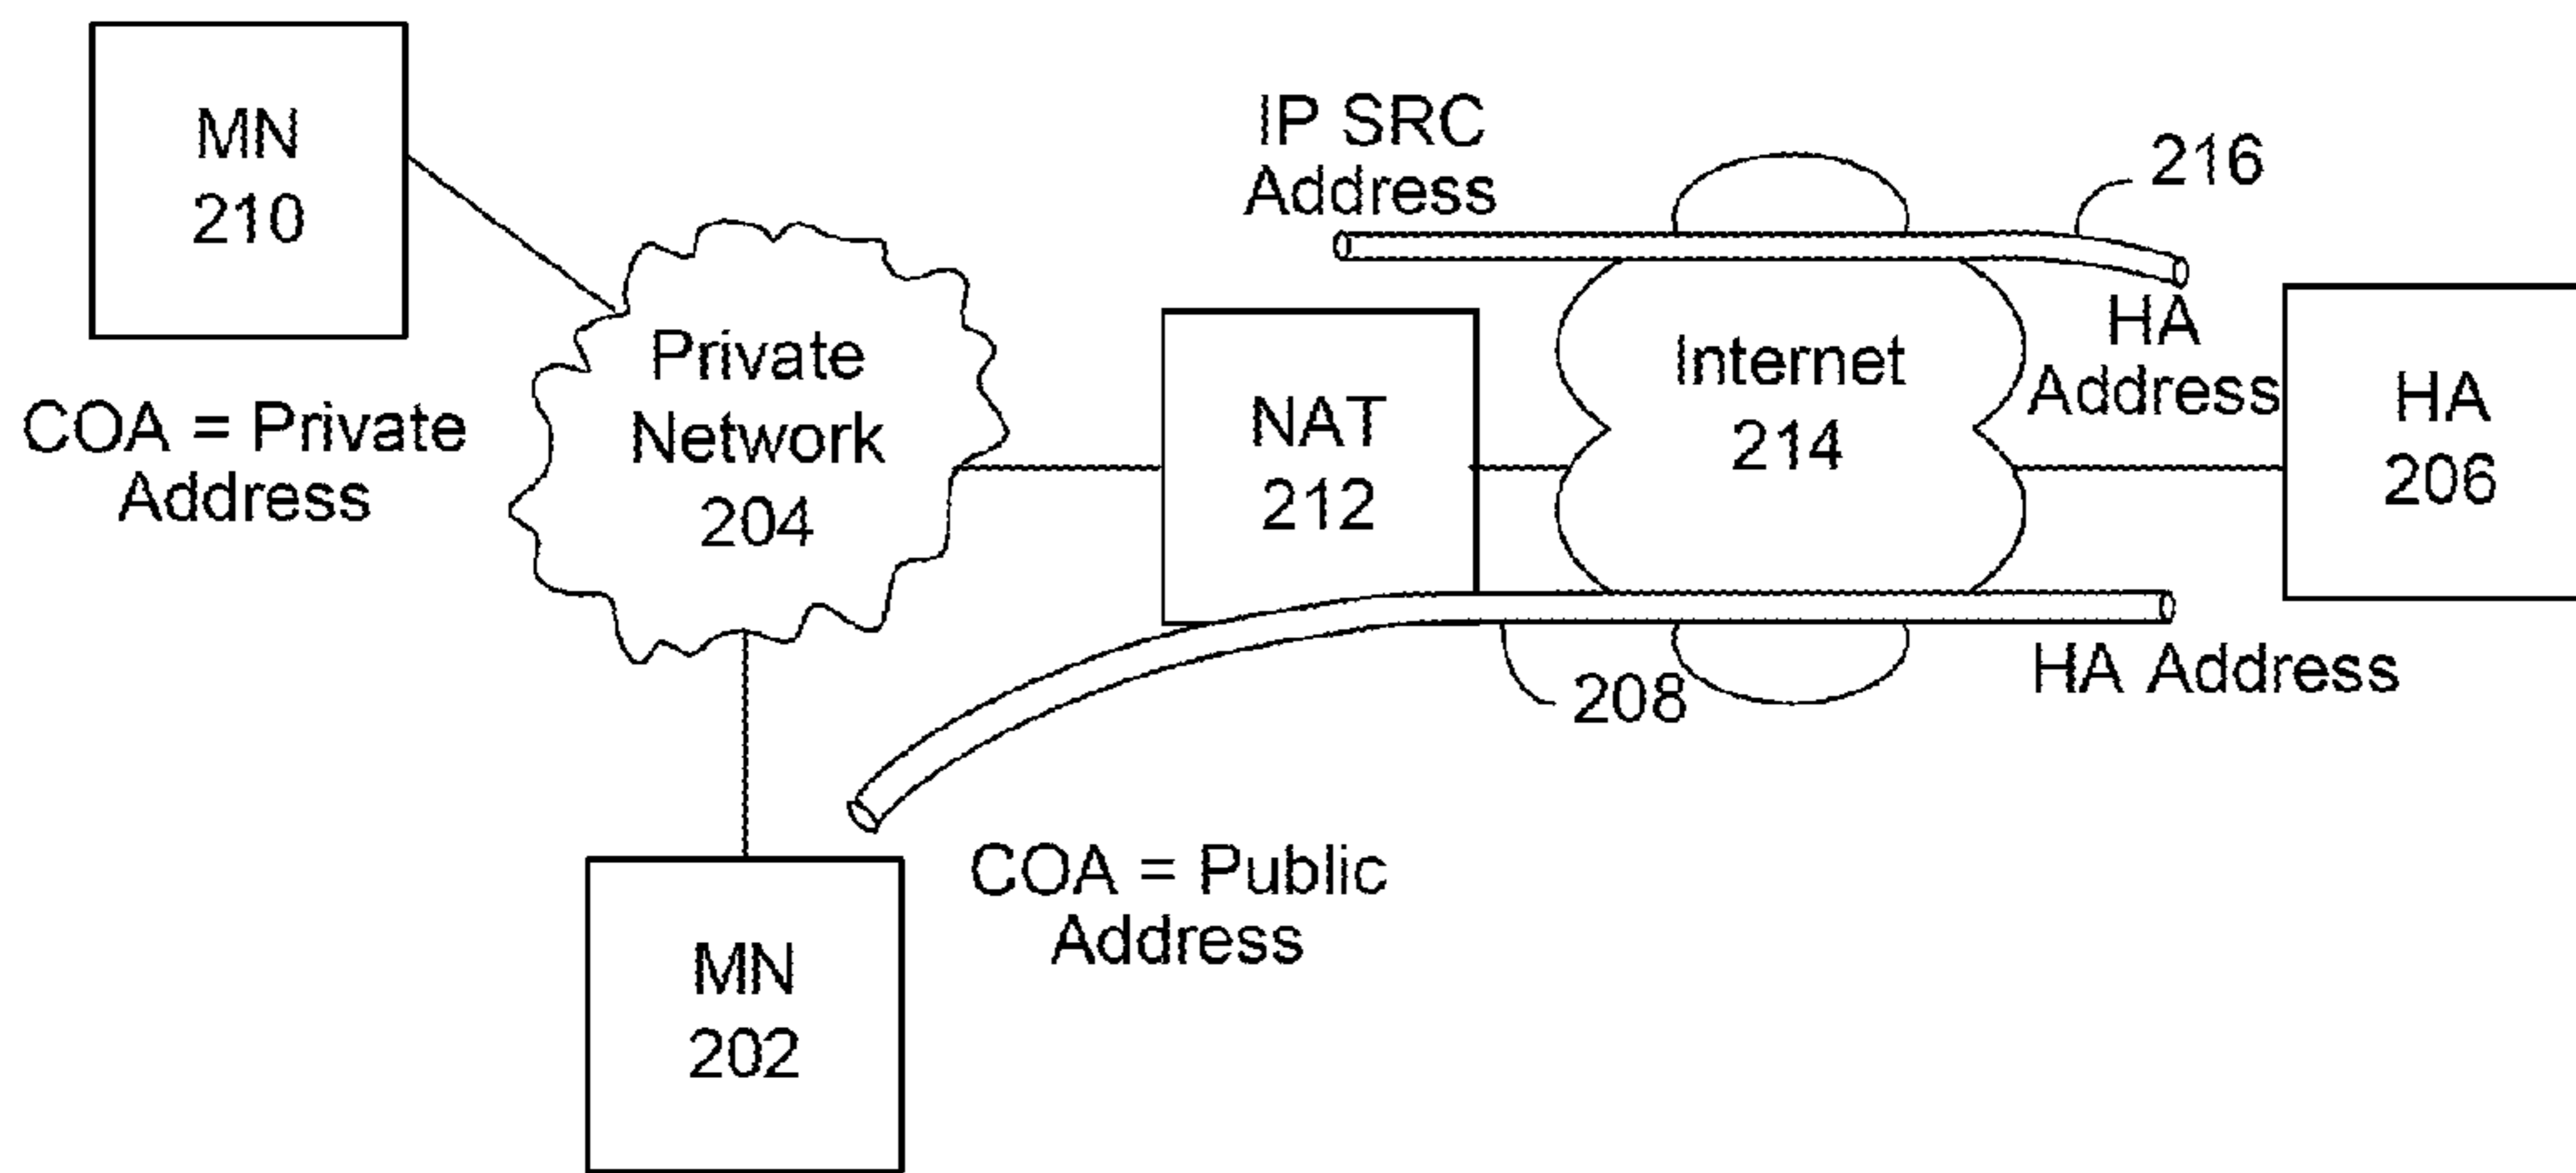 MN
210
COA = Private
Address
Private
Network
204
IP SRC
Address
216
NAT
212
Internet
214
HA
Address
HA
206
208
HA Address
COA = Public
Address
MN
202